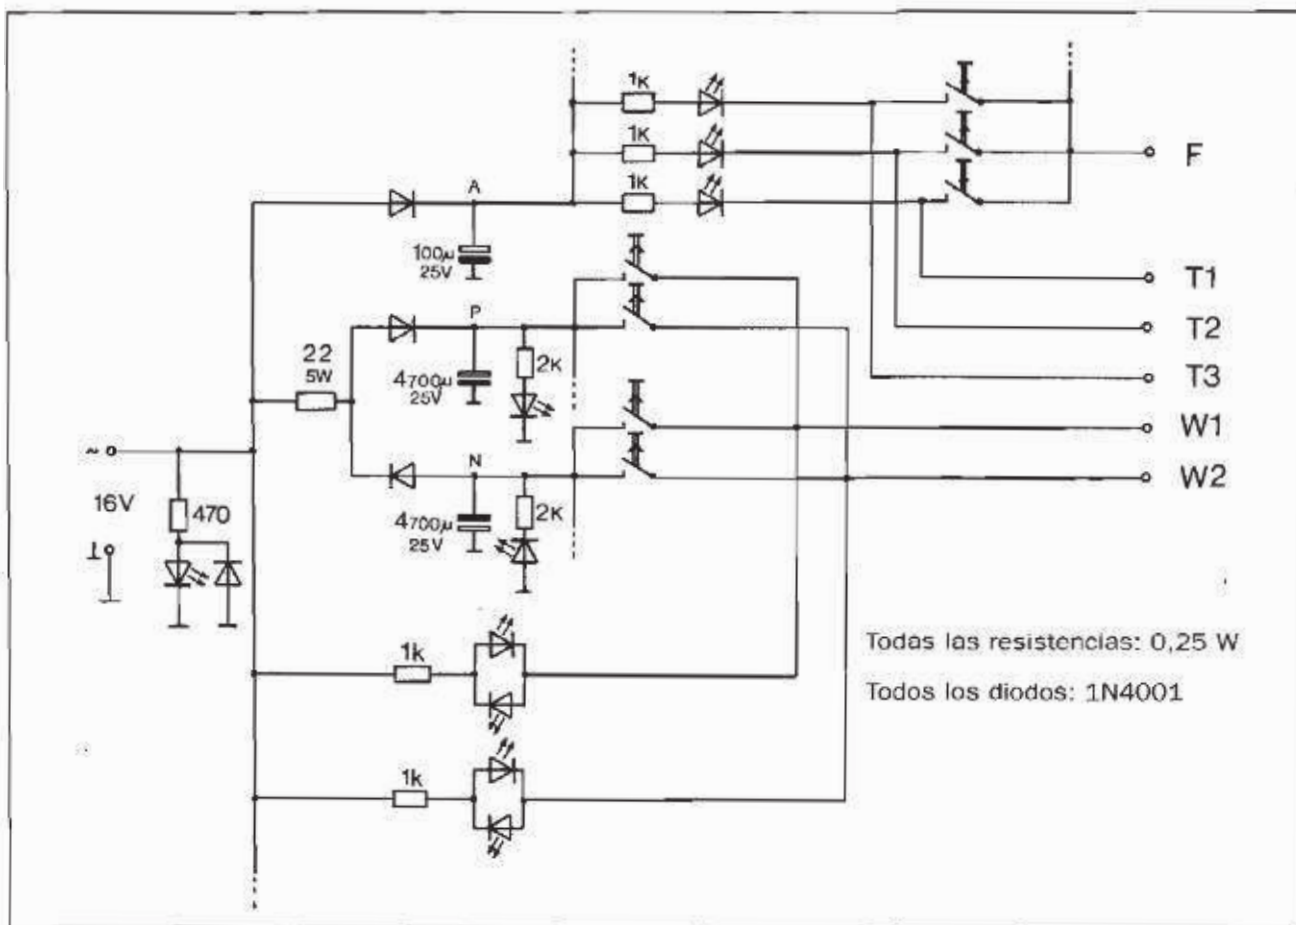 1K
1K
F
1K
A
100µ
25V
T1
P
T2
22
5W
2K
4700µ
25V
T3
W1
~
N
W2
16V
470
2K
4700µ
25V
⊥
Todas las resistencias: 0,25 W
1k
Todos los diodos: 1N4001
1k